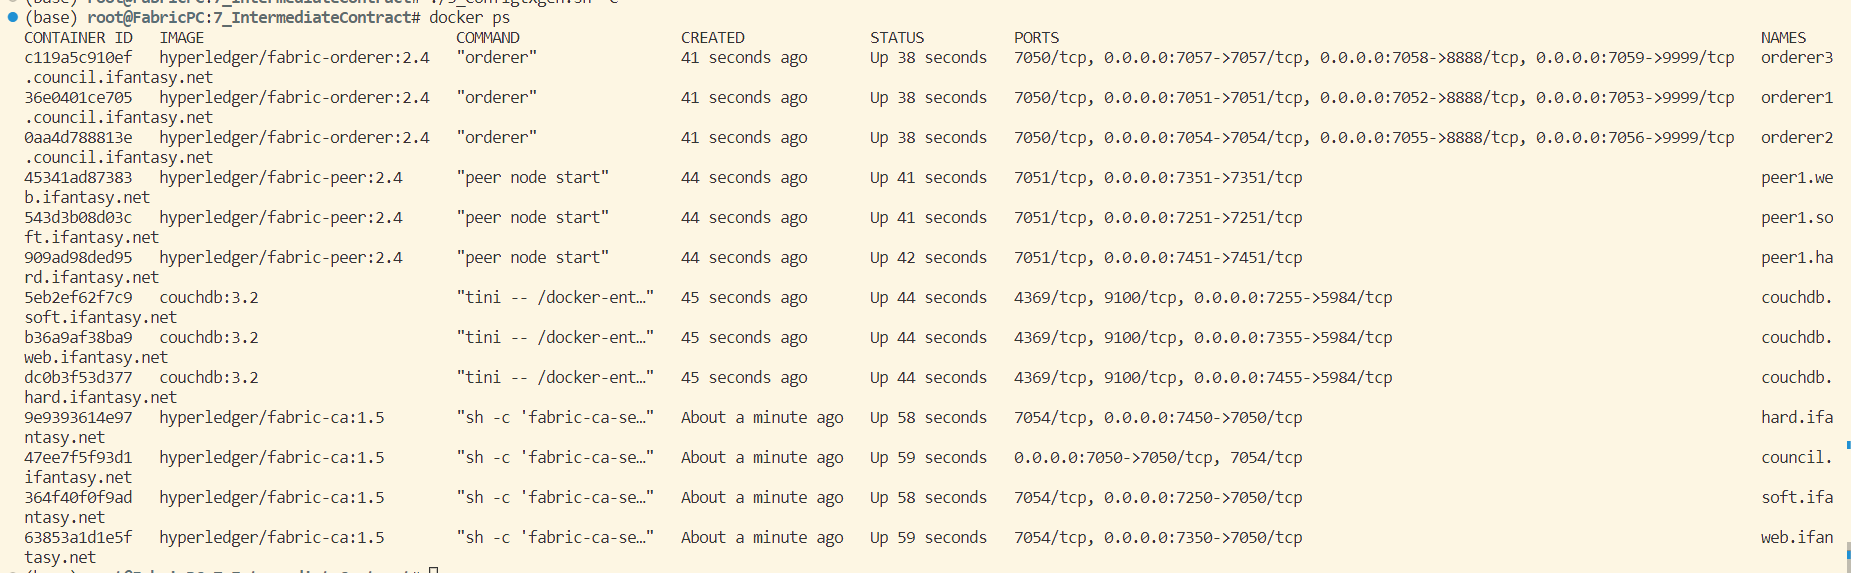 (base) root@FabricPC:7_IntermediateContract# docker ps
CONTAINER ID   IMAGE                        COMMAND                  CREATED              STATUS          PORTS                                                                            NAMES
c119a5c910ef   hyperledger/fabric-orderer:2.4   "orderer"                41 seconds ago       Up 38 seconds   7050/tcp, 0.0.0.0:7057->7057/tcp, 0.0.0.0:7058->8888/tcp, 0.0.0.0:7059->9999/tcp   orderer3
.council.ifantasy.net
36e0401ce705   hyperledger/fabric-orderer:2.4   "orderer"                41 seconds ago       Up 38 seconds   7050/tcp, 0.0.0.0:7051->7051/tcp, 0.0.0.0:7052->8888/tcp, 0.0.0.0:7053->9999/tcp   orderer1
.council.ifantasy.net
0aa4d788813e   hyperledger/fabric-orderer:2.4   "orderer"                41 seconds ago       Up 38 seconds   7050/tcp, 0.0.0.0:7054->7054/tcp, 0.0.0.0:7055->8888/tcp, 0.0.0.0:7056->9999/tcp   orderer2
.council.ifantasy.net
45341ad87383   hyperledger/fabric-peer:2.4      "peer node start"        44 seconds ago       Up 41 seconds   7051/tcp, 0.0.0.0:7351->7351/tcp   peer1.we
b.ifantasy.net
543d3b08d03c   hyperledger/fabric-peer:2.4      "peer node start"        44 seconds ago       Up 41 seconds   7051/tcp, 0.0.0.0:7251->7251/tcp   peer1.so
ft.ifantasy.net
909ad98ded95   hyperledger/fabric-peer:2.4      "peer node start"        44 seconds ago       Up 42 seconds   7051/tcp, 0.0.0.0:7451->7451/tcp   peer1.ha
rd.ifantasy.net
5eb2ef62f7c9   couchdb:3.2                      "tini -- /docker-ent…"   45 seconds ago       Up 44 seconds   4369/tcp, 9100/tcp, 0.0.0.0:7255->5984/tcp   couchdb.
soft.ifantasy.net
b36a9af38ba9   couchdb:3.2                      "tini -- /docker-ent…"   45 seconds ago       Up 44 seconds   4369/tcp, 9100/tcp, 0.0.0.0:7355->5984/tcp   couchdb.
web.ifantasy.net
dc0b3f53d377   couchdb:3.2                      "tini -- /docker-ent…"   45 seconds ago       Up 44 seconds   4369/tcp, 9100/tcp, 0.0.0.0:7455->5984/tcp   couchdb.
hard.ifantasy.net
9e9393614e97   hyperledger/fabric-ca:1.5        "sh -c 'fabric-ca-se…"   About a minute ago   Up 58 seconds   7054/tcp, 0.0.0.0:7450->7050/tcp   hard.ifa
ntasy.net
47ee7f5f93d1   hyperledger/fabric-ca:1.5        "sh -c 'fabric-ca-se…"   About a minute ago   Up 59 seconds   0.0.0.0:7050->7050/tcp, 7054/tcp   council.
ifantasy.net
364f40f0f9ad   hyperledger/fabric-ca:1.5        "sh -c 'fabric-ca-se…"   About a minute ago   Up 58 seconds   7054/tcp, 0.0.0.0:7250->7050/tcp   soft.ifa
ntasy.net
63853a1d1e5f   hyperledger/fabric-ca:1.5        "sh -c 'fabric-ca-se…"   About a minute ago   Up 59 seconds   7054/tcp, 0.0.0.0:7350->7050/tcp   web.ifan
tasy.net